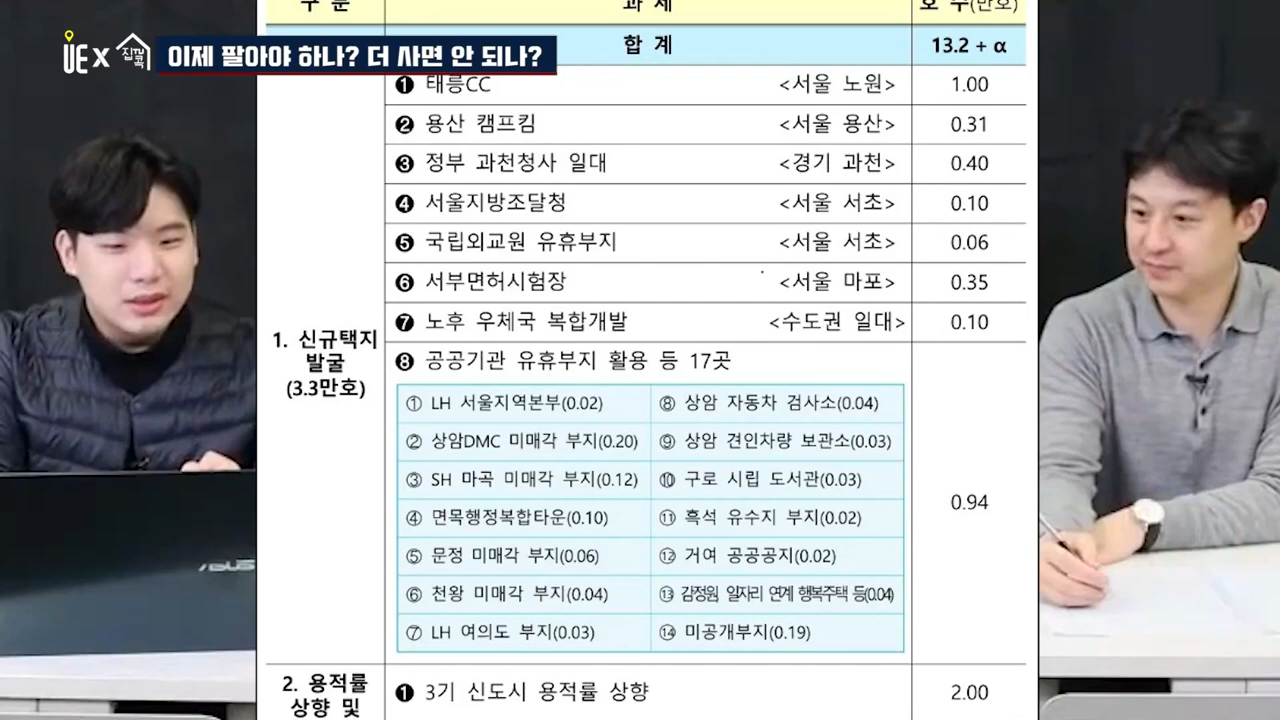 구 분 과 제 호 수(만호)
UE X 집꾹
이제 팔아야 하나? 더 사면 안 되나?
합 계 13.2 + α
1. 신규택지
발굴
(3.3만호)
❶ 태릉CC <서울 노원> 1.00
❷ 용산 캠프킴 <서울 용산> 0.31
❸ 정부 과천청사 일대 <경기 과천> 0.40
❹ 서울지방조달청 <서울 서초> 0.10
❺ 국립외교원 유휴부지 <서울 서초> 0.06
❻ 서부면허시험장 <서울 마포> 0.35
❼ 노후 우체국 복합개발 <수도권 일대> 0.10
❽ 공공기관 유휴부지 활용 등 17곳 0.94
① LH 서울지역본부(0.02) ⑧ 상암 자동차 검사소(0.04)
② 상암DMC 미매각 부지(0.20) ⑨ 상암 견인차량 보관소(0.03)
③ SH 마곡 미매각 부지(0.12) ⑩ 구로 시립 도서관(0.03)
④ 면목행정복합타운(0.10) ⑪ 흑석 유수지 부지(0.02)
⑤ 문정 미매각 부지(0.06) ⑫ 거여 공공공지(0.02)
⑥ 천왕 미매각 부지(0.04) ⑬ 감정원, 일자리 연계 행복주택 등(0.04)
⑦ LH 여의도 부지(0.03) ⑭ 미공개부지(0.19)
2. 용적률
상향 및
❶ 3기 신도시 용적률 상향 2.00
ASUS